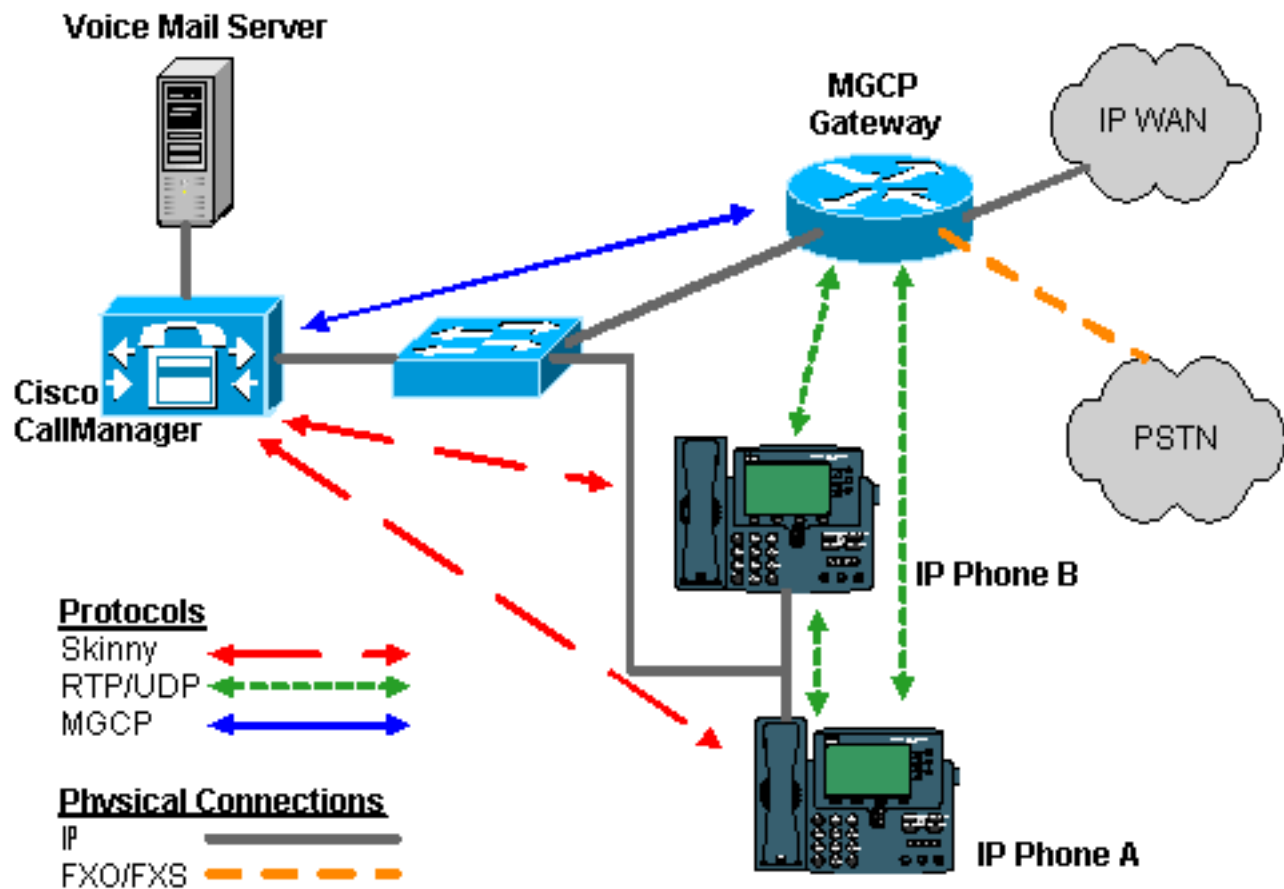 Voice Mail Server
MGCP
Gateway
IP WAN
Cisco
CallManager
PSTN
IP Phone B
Protocols
Skinny
RTP/UDP
MGCP
Physical Connections
IP
FXO/FXS
IP Phone A